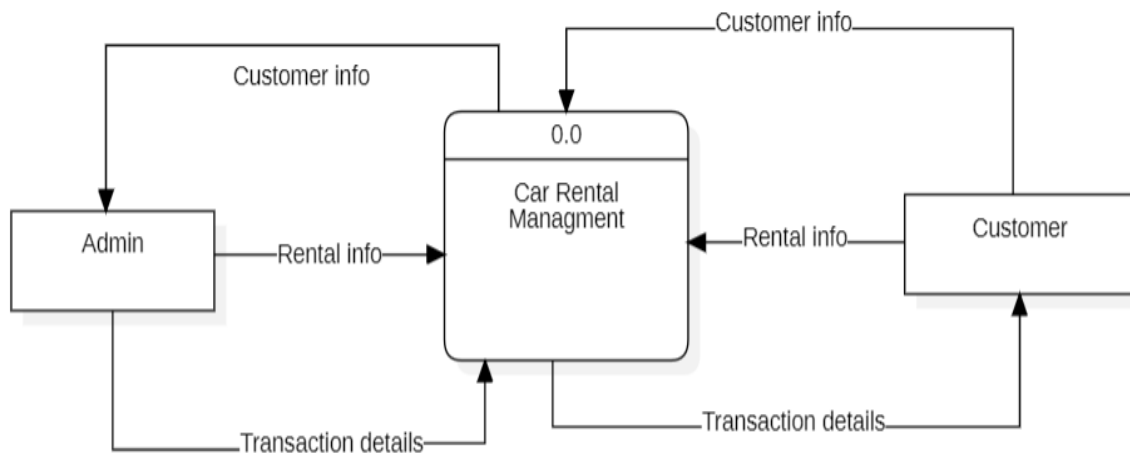 Customer info
Customer info
0.0
Car Rental
Managment
Admin
Rental info
Rental info
Customer
Transaction details
Transaction details